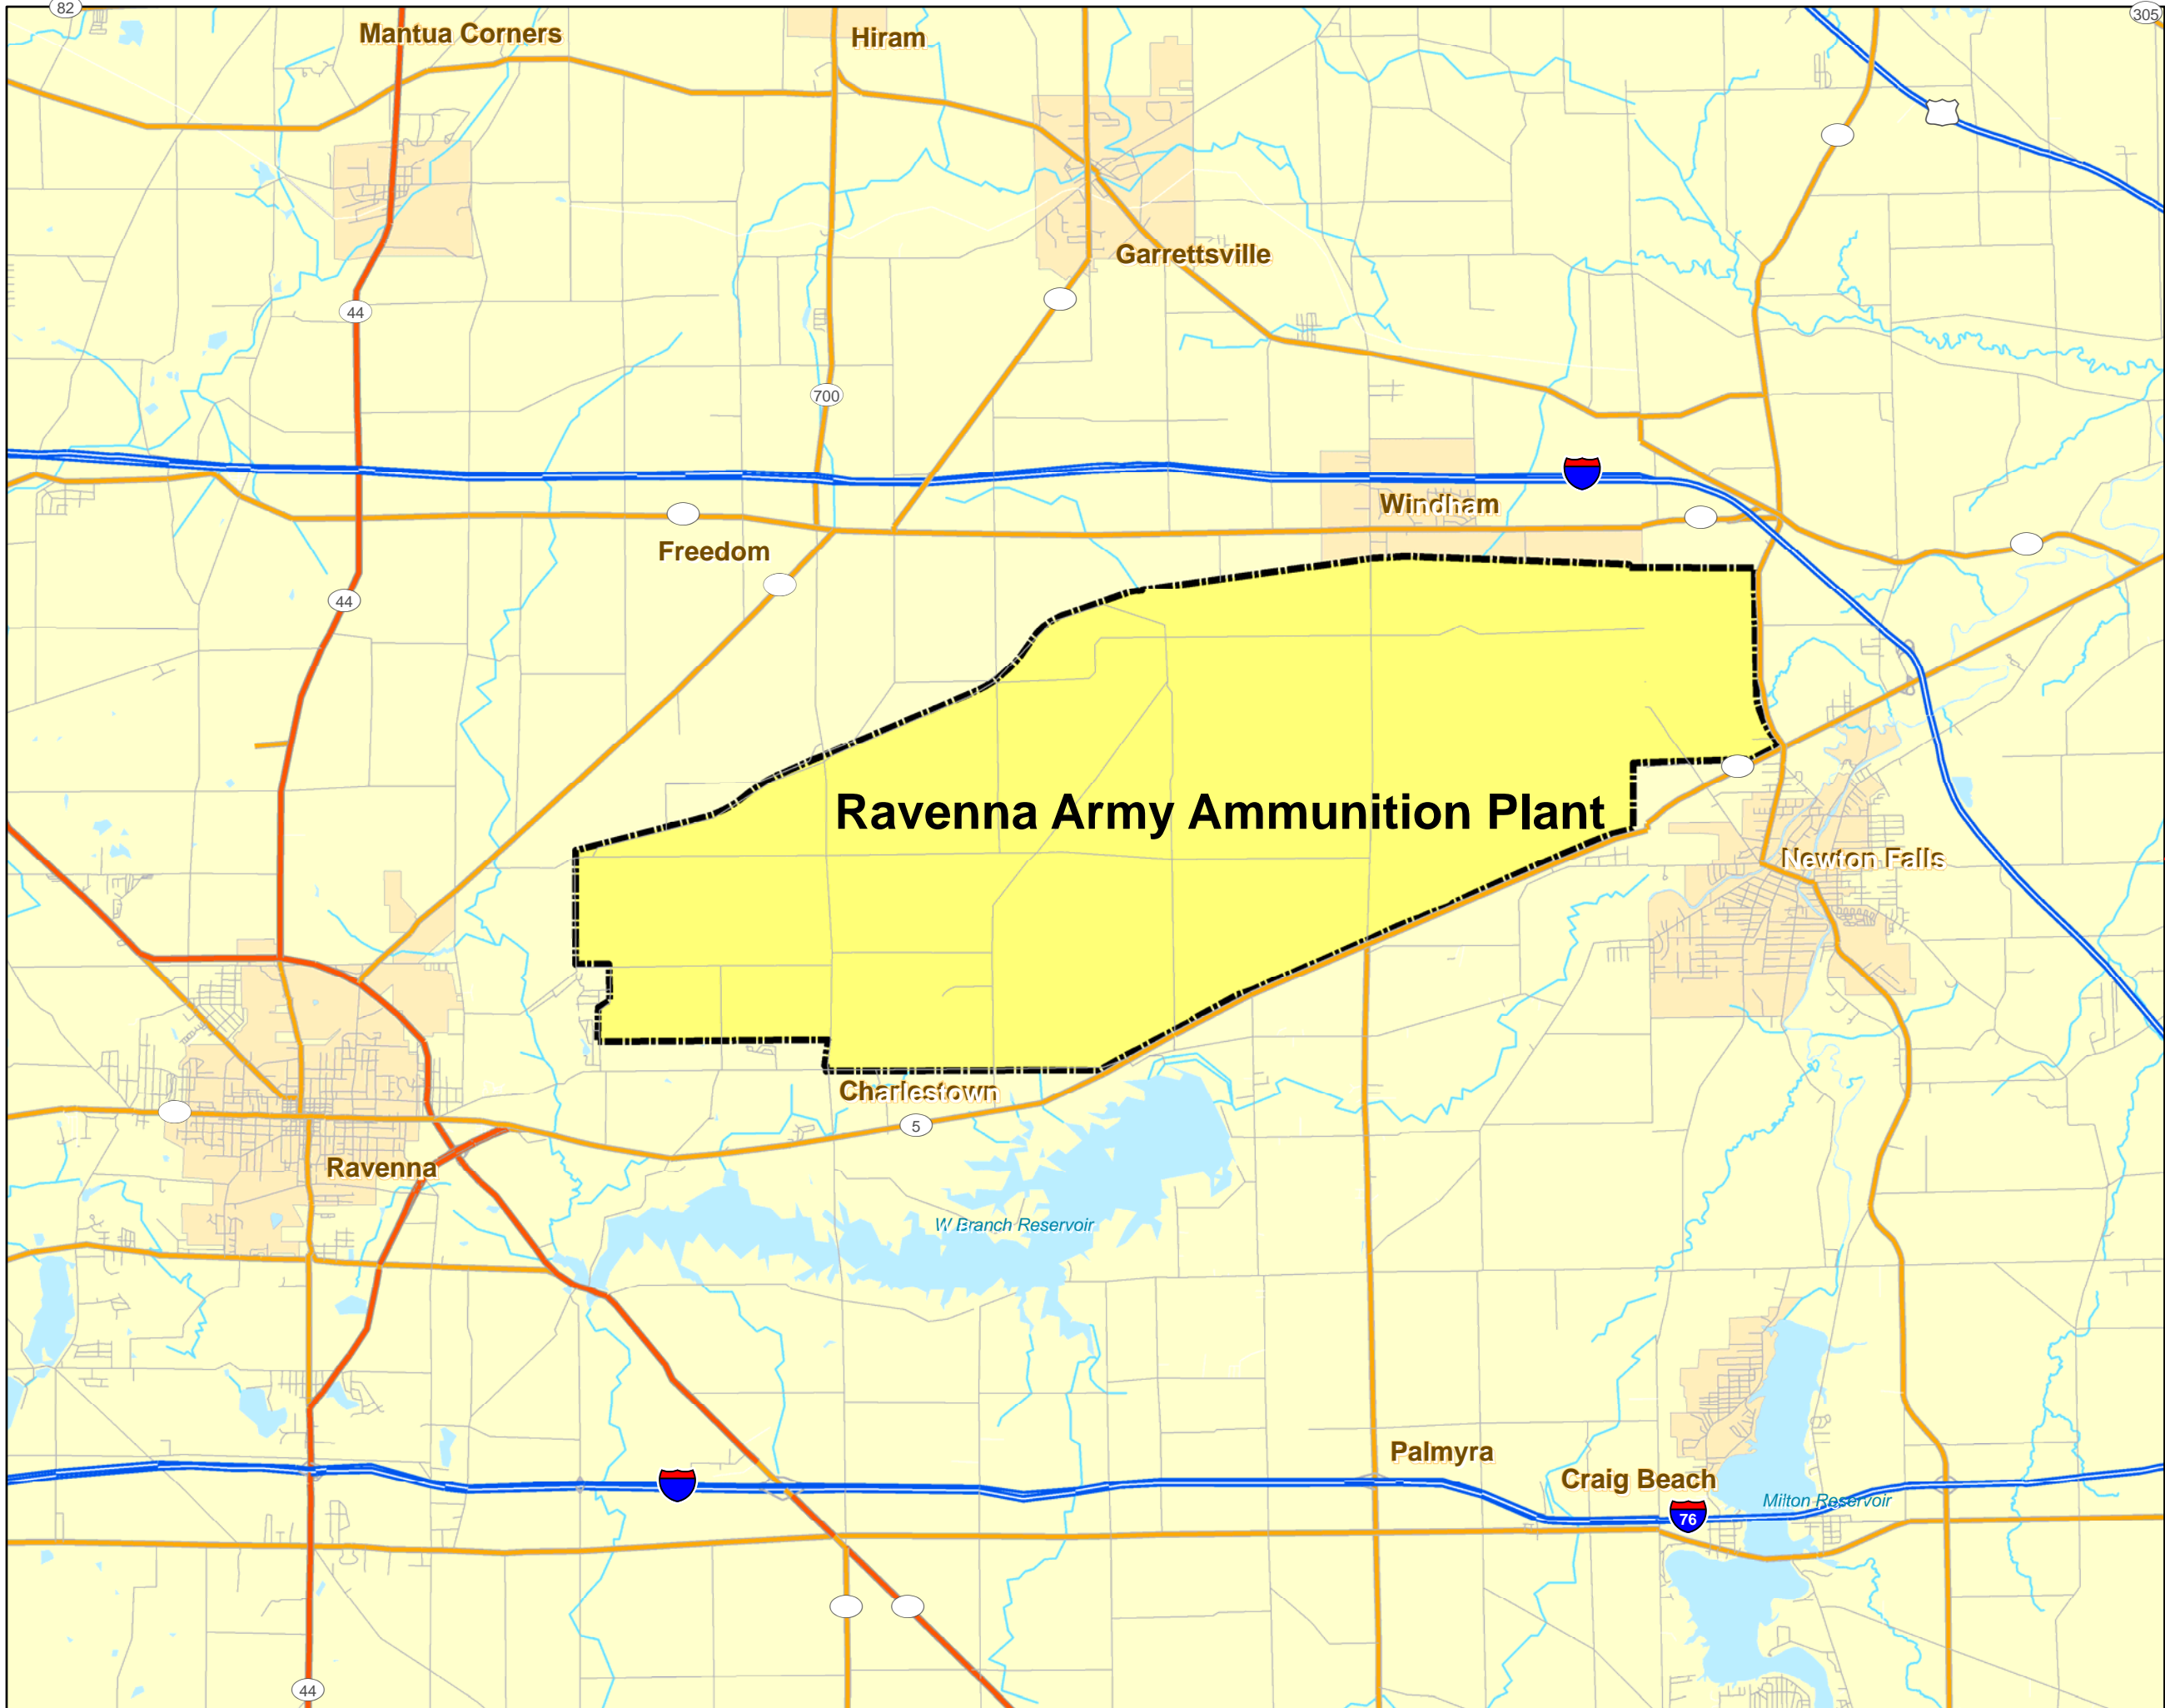 82
305
Mantua Corners
Hiram
Garrettsville
44
700
Windham
Freedom
44
Ravenna Army Ammunition Plant
Newton Falls
Charlestown
5
Ravenna
W Branch Reservoir
Palmyra
Craig Beach
Milton Reservoir
76
44